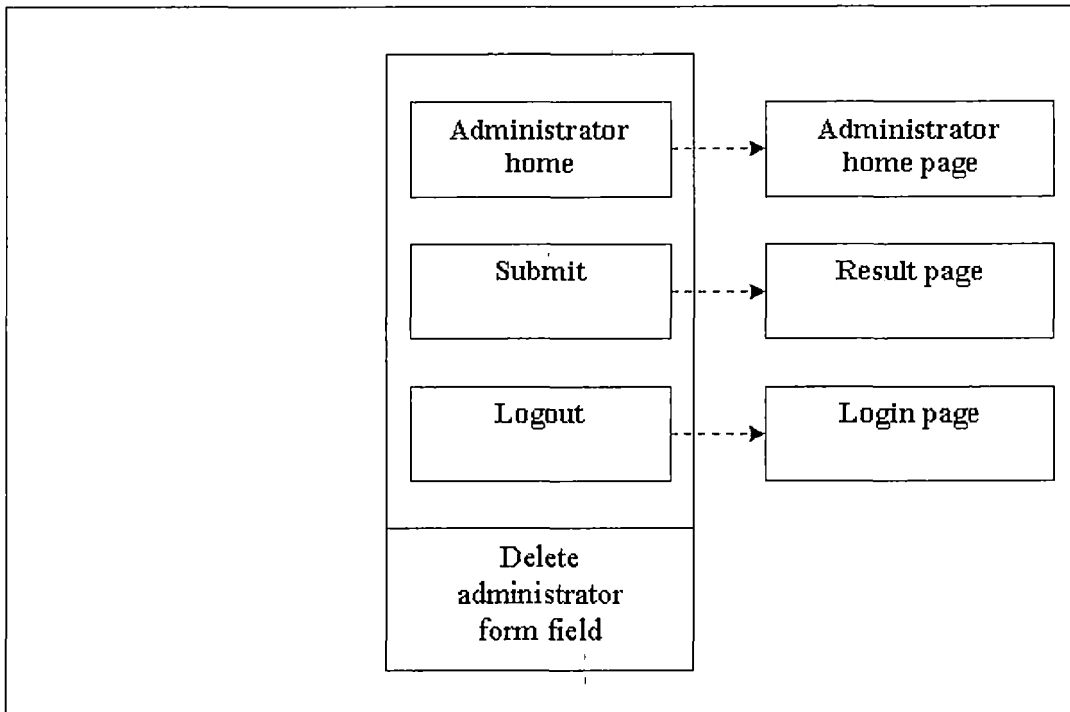 Administrator
home
Administrator
home page
Submit
Result page
Logout
Login page
Delete
administrator
form field